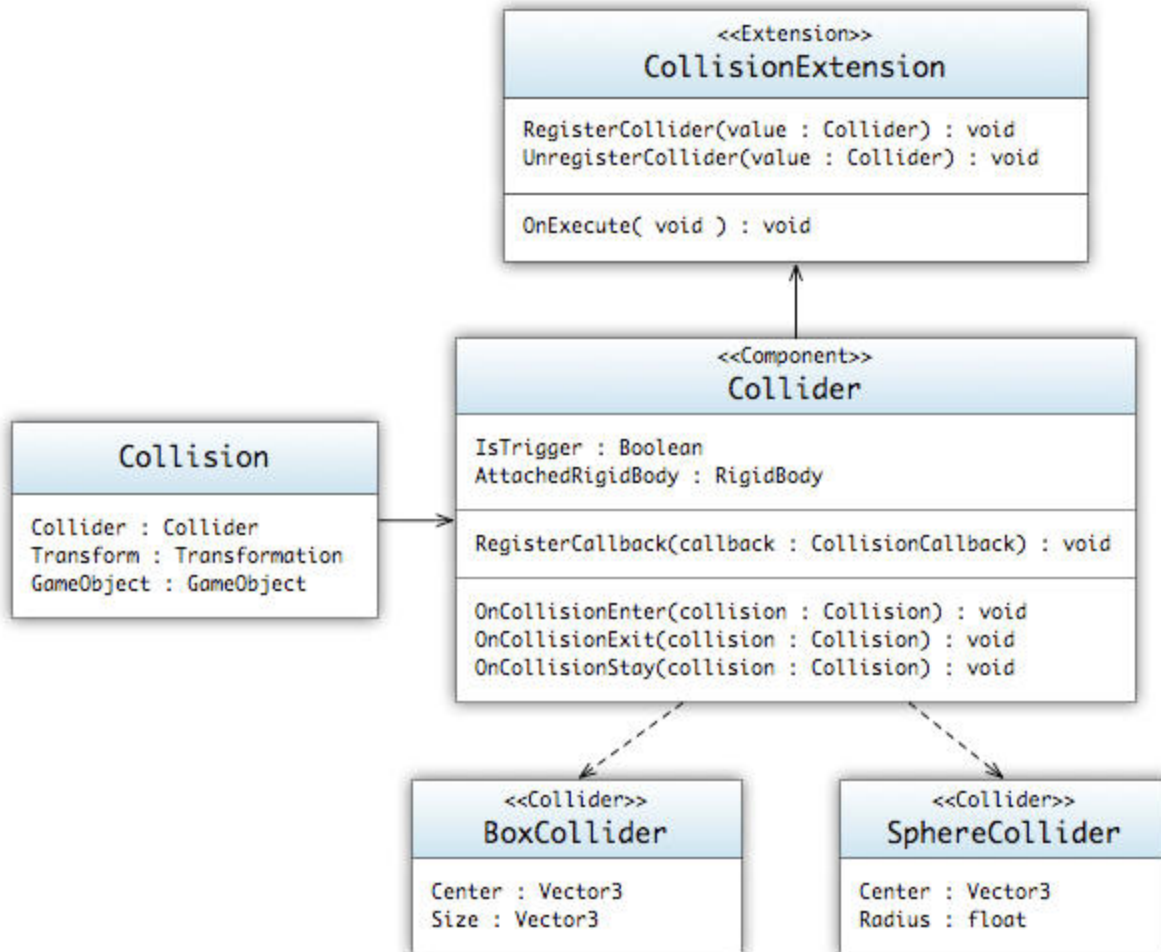 <<Extension>>
CollisionExtension
RegisterCollider(value : Collider) : void
UnregisterCollider(value : Collider) : void
OnExecute( void ) : void
<<Component>>
Collider
IsTrigger : Boolean
AttachedRigidBody : RigidBody
RegisterCallback(callback : CollisionCallback) : void
OnCollisionEnter(collision : Collision) : void
OnCollisionExit(collision : Collision) : void
OnCollisionStay(collision : Collision) : void
Collision
Collider : Collider
Transform : Transformation
GameObject : GameObject
<<Collider>>
BoxCollider
Center : Vector3
Size : Vector3
<<Collider>>
SphereCollider
Center : Vector3
Radius : float